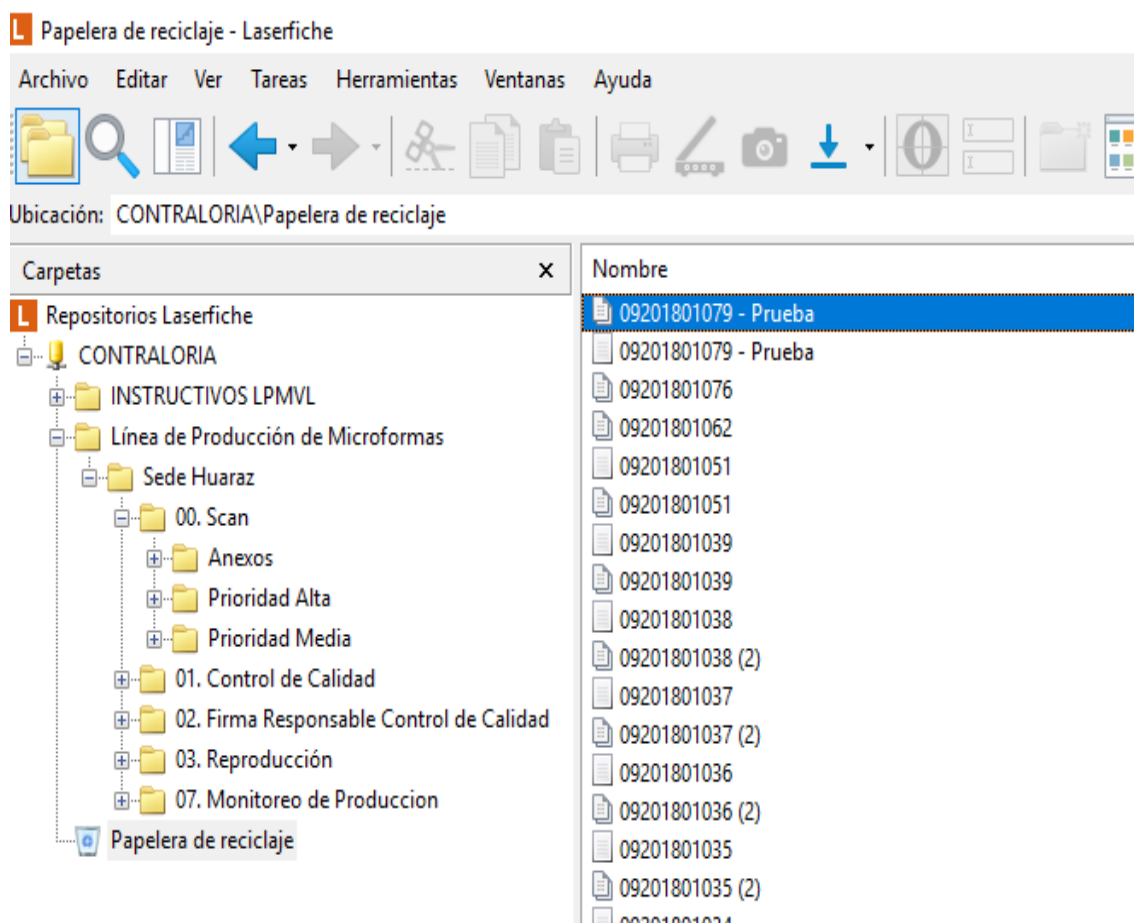 Papelera de reciclaje - Laserfiche
Archivo Editar Ver Tareas Herramientas Ventanas Ayuda
Ubicación: CONTRALORIA\Papelera de reciclaje
Carpetas
Repositorios Laserfiche
CONTRALORIA
INSTRUCTIVOS LPMVL
Línea de Producción de Microformas
Sede Huaraz
00. Scan
Anexos
Prioridad Alta
Prioridad Media
01. Control de Calidad
02. Firma Responsable Control de Calidad
03. Reproducción
07. Monitoreo de Produccion
Papelera de reciclaje
Nombre
09201801079 - Prueba
09201801079 - Prueba
09201801076
09201801062
09201801051
09201801051
09201801039
09201801039
09201801038
09201801038 (2)
09201801037
09201801037 (2)
09201801036
09201801036 (2)
09201801035
09201801035 (2)